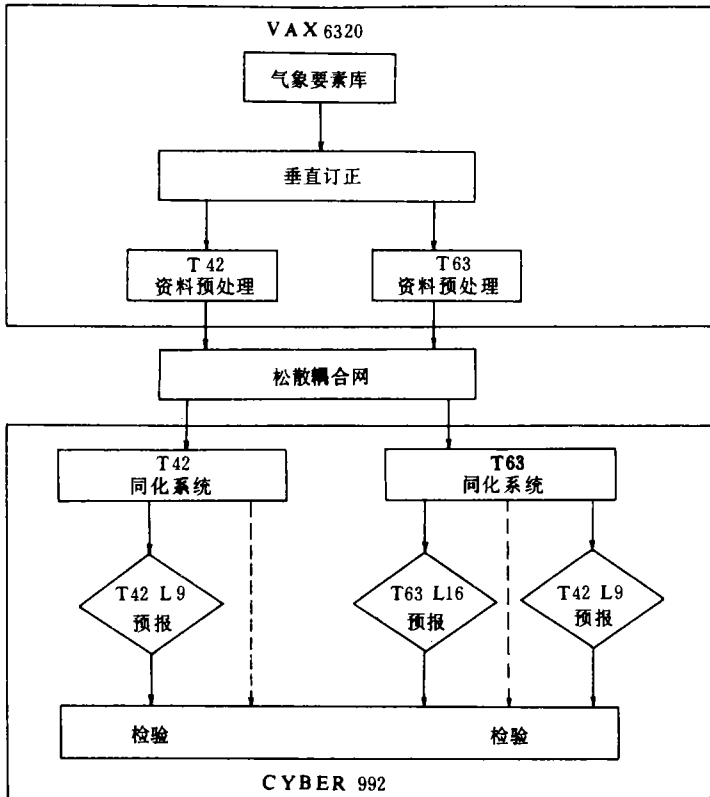 VAX 6320
气象要素库
垂直订正
T42
资料预处理
T63
资料预处理
松散耦合网
T42
同化系统
T63
同化系统
T42 L9
预报
T63 L16
预报
T42 L9
预报
检验
检验
CYBER 992